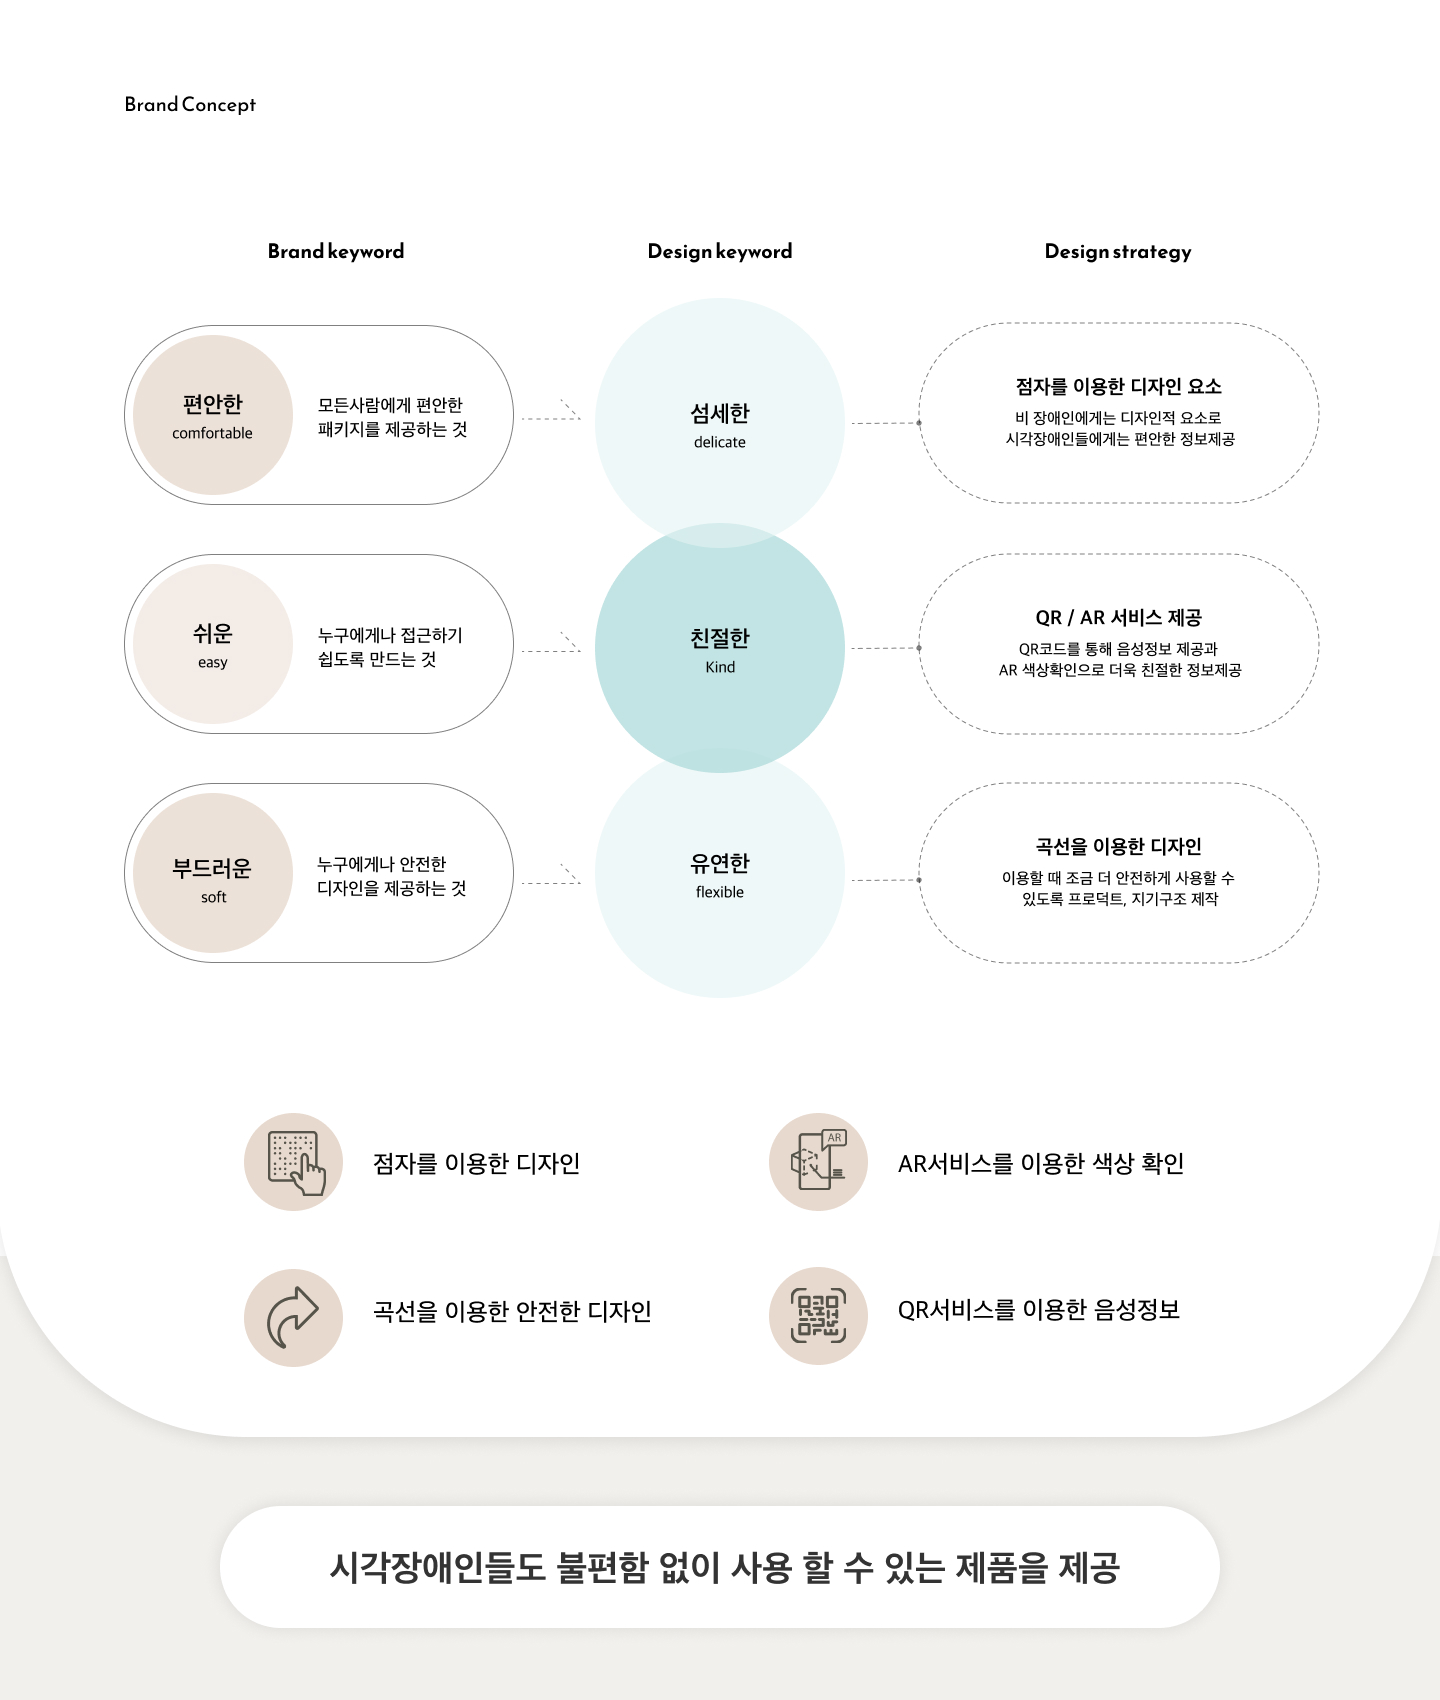 Brand Concept
Brand keyword
Design keyword
Design strategy
편안한
comfortable
모든사람에게 편안한
패키지를 제공하는 것
섬세한
delicate
점자를 이용한 디자인 요소
비 장애인에게는 디자인적 요소로
시각장애인들에게는 편안한 정보제공
쉬운
easy
누구에게나 접근하기
쉽도록 만드는 것
친절한
Kind
QR / AR 서비스 제공
QR코드를 통해 음성정보 제공과
AR 색상확인으로 더욱 친절한 정보제공
부드러운
soft
누구에게나 안전한
디자인을 제공하는 것
유연한
flexible
곡선을 이용한 디자인
이용할 때 조금 더 안전하게 사용할 수
있도록 프로덕트, 지기구조 제작
점자를 이용한 디자인
AR
AR서비스를 이용한 색상 확인
곡선을 이용한 안전한 디자인
QR서비스를 이용한 음성정보
시각장애인들도 불편함 없이 사용 할 수 있는 제품을 제공